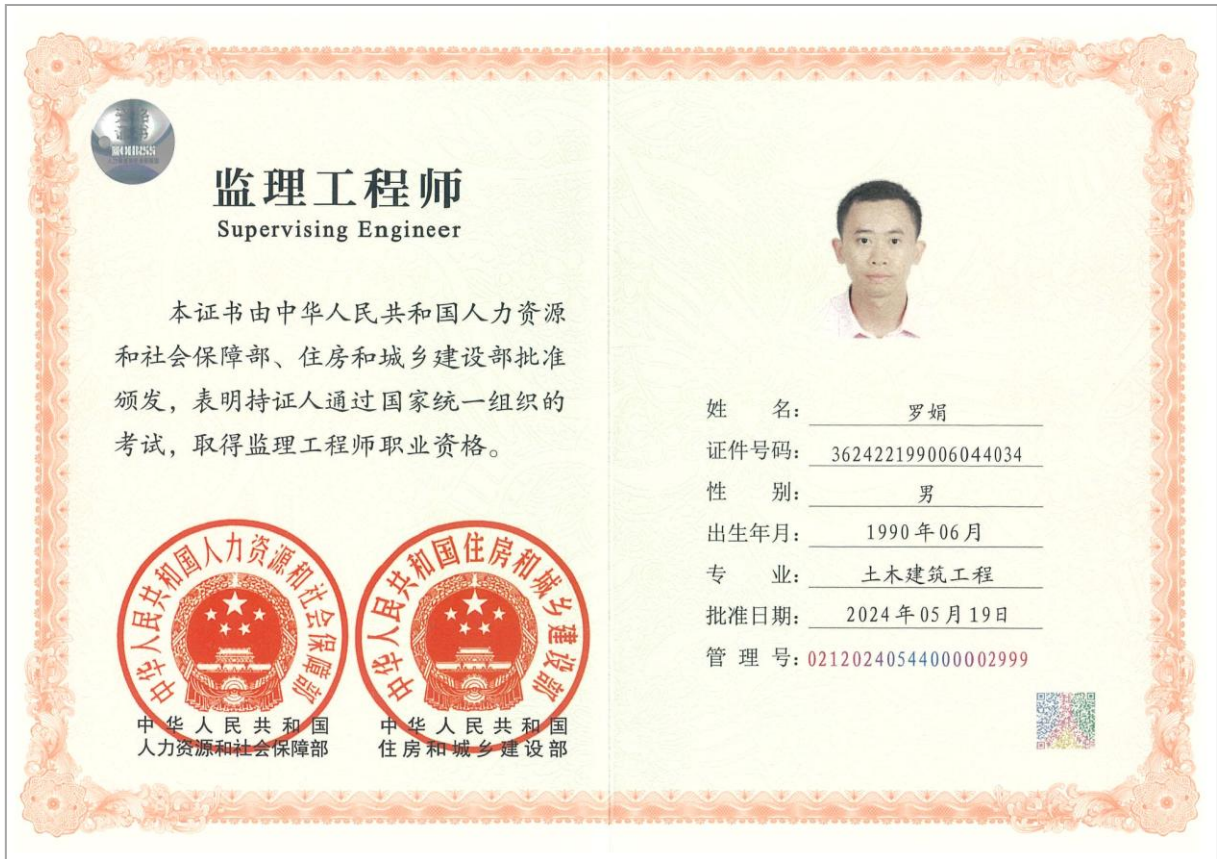 监理工程师
Supervising Engineer
本证书由中华人民共和国人力资源
和社会保障部、住房和城乡建设部批准
颁发，表明持证人通过国家统一组织的
考试，取得监理工程师职业资格。
中华人民共和国人力资源和社会保障部
中华人民共和国
人力资源和社会保障部
中华人民共和国住房和城乡建设部
中华人民共和国
住房和城乡建设部
姓 名：罗娟
证件号码：362422199006044034
性 别：男
出生年月：1990年06月
专 业：土木建筑工程
批准日期：2024年05月19日
管 理 号：02120240544000002999